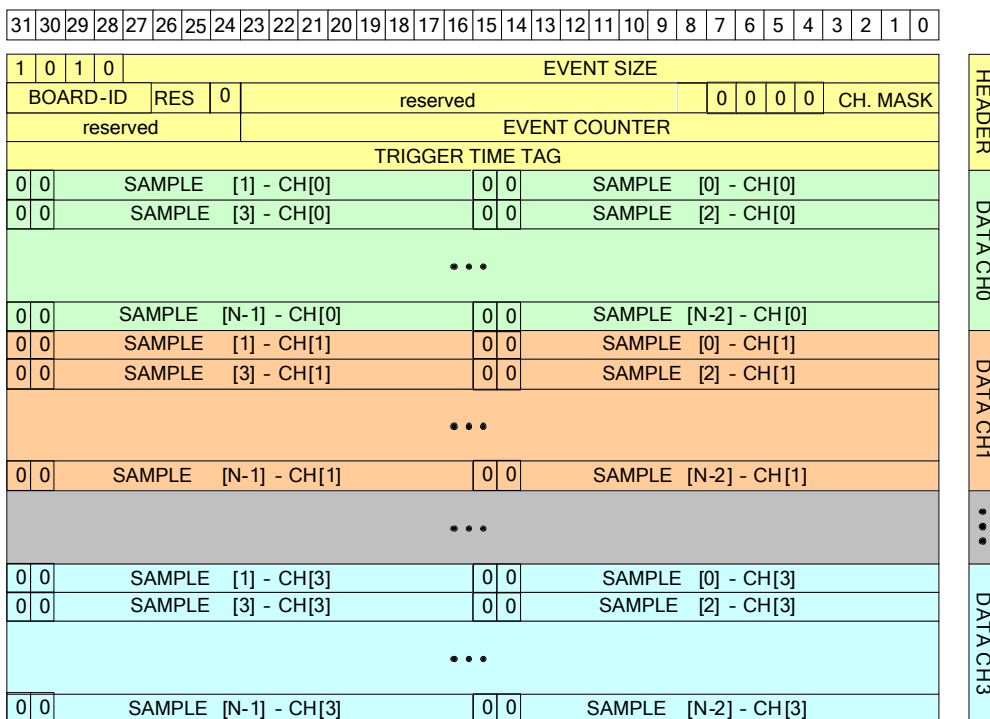 31 30 29 28 27 26 25 24 23 22 21 20 19 18 17 16 15 14 13 12 11 10 9 8 7 6 5 4 3 2 1 0
1 0 1 0 EVENT SIZE
BOARD-ID RES 0 reserved 0 0 0 0 CH. MASK
reserved EVENT COUNTER
TRIGGER TIME TAG
HEADER
0 0 SAMPLE [1] - CH[0] 0 0 SAMPLE [0] - CH[0]
0 0 SAMPLE [3] - CH[0] 0 0 SAMPLE [2] - CH[0]
•••
0 0 SAMPLE [N-1] - CH[0] 0 0 SAMPLE [N-2] - CH[0]
DATA CH0
0 0 SAMPLE [1] - CH[1] 0 0 SAMPLE [0] - CH[1]
0 0 SAMPLE [3] - CH[1] 0 0 SAMPLE [2] - CH[1]
•••
0 0 SAMPLE [N-1] - CH[1] 0 0 SAMPLE [N-2] - CH[1]
DATA CH1
•••
•••
0 0 SAMPLE [1] - CH[3] 0 0 SAMPLE [0] - CH[3]
0 0 SAMPLE [3] - CH[3] 0 0 SAMPLE [2] - CH[3]
•••
0 0 SAMPLE [N-1] - CH[3] 0 0 SAMPLE [N-2] - CH[3]
DATA CH3